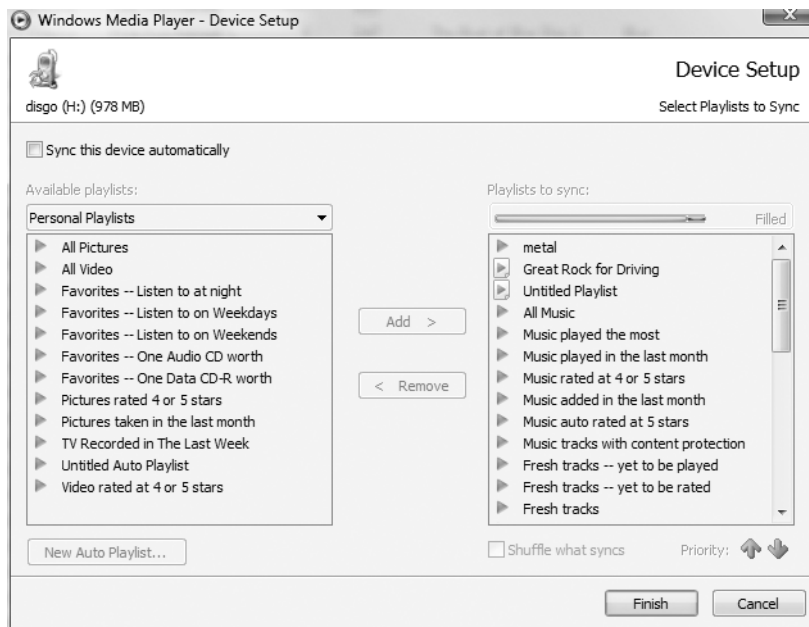 Windows Media Player - Device Setup
Device Setup
disgo (H:) (978 MB)
Select Playlists to Sync
Sync this device automatically
Available playlists:
Personal Playlists
All Pictures
All Video
Favorites -- Listen to at night
Favorites -- Listen to on Weekdays
Favorites -- Listen to on Weekends
Favorites -- One Audio CD worth
Favorites -- One Data CD-R worth
Pictures rated 4 or 5 stars
Pictures taken in the last month
TV Recorded in The Last Week
Untitled Auto Playlist
Video rated at 4 or 5 stars
New Auto Playlist...
Add >
< Remove
Playlists to sync:
Filled
metal
Great Rock for Driving
Untitled Playlist
All Music
Music played the most
Music played in the last month
Music rated at 4 or 5 stars
Music added in the last month
Music auto rated at 5 stars
Music tracks with content protection
Fresh tracks -- yet to be played
Fresh tracks -- yet to be rated
Fresh tracks
Shuffle what syncs
Priority:
Finish
Cancel